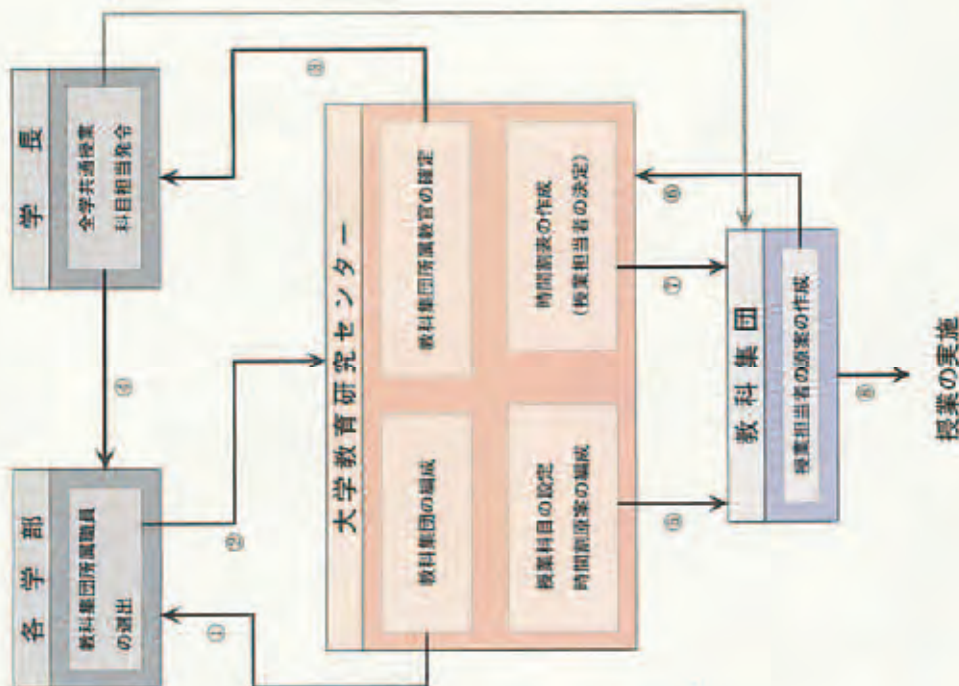 各学部
教科集団所属職員
の選出
学長
全学共通授業
科目担当発令
①
②
③
④
大学教育研究センター
教科集団の編成
教科集団所属教官の確定
授業科目の設定
時間割原案の編成
時間割表の作成
(授業担当者の決定)
⑤
⑦
⑥
教科集団
授業担当者の原案の作成
⑧
授業の実施